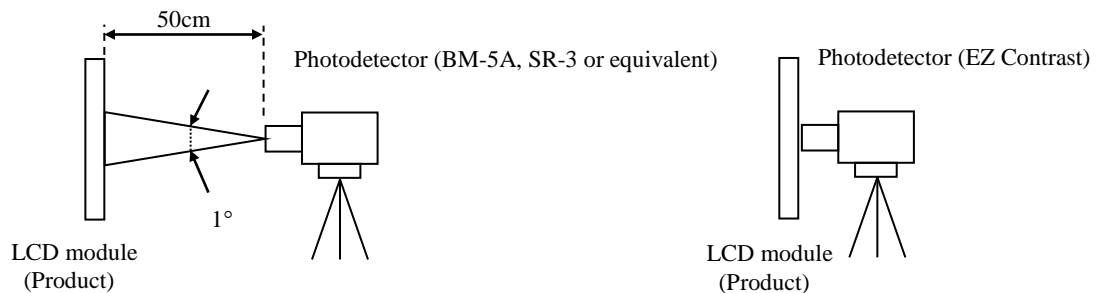 50cm
Photodetector (BM-5A, SR-3 or equivalent)
1°
LCD module
(Product)
Photodetector (EZ Contrast)
LCD module
(Product)